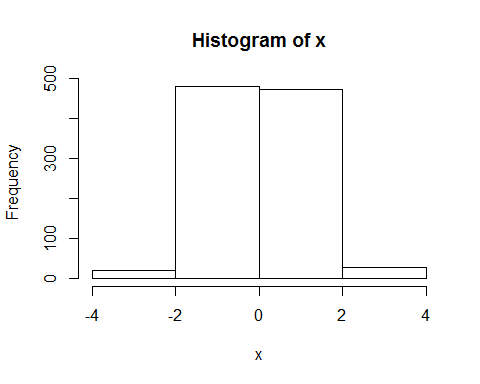 Histogram of x
Frequency
500
300
100
0
-4 -2 0 2 4
x